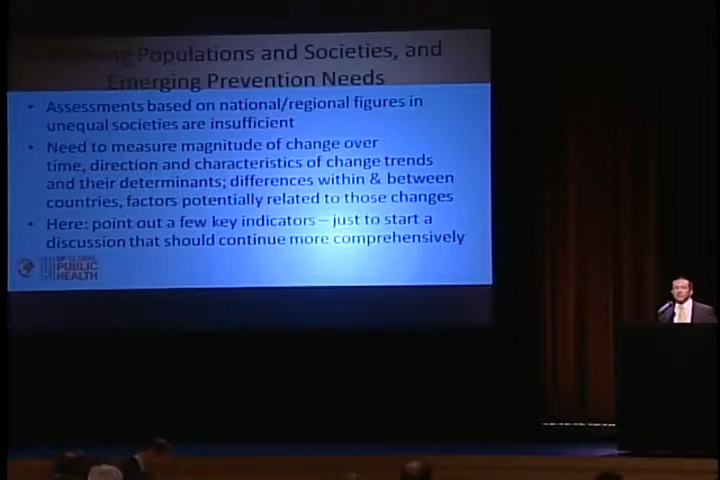 Populations and Societies, and
Emerging Prevention Needs
• Assessments based on national/regional figures in
unequal societies are insufficient
• Need to measure magnitude of change over
time, direction and characteristics of change trends
and their determinants; differences within & between
countries, factors potentially related to those changes
• Here: point out a few key indicators – just to start a
discussion that should continue more comprehensively
OF GLOBAL
PUBLIC
HEALTH